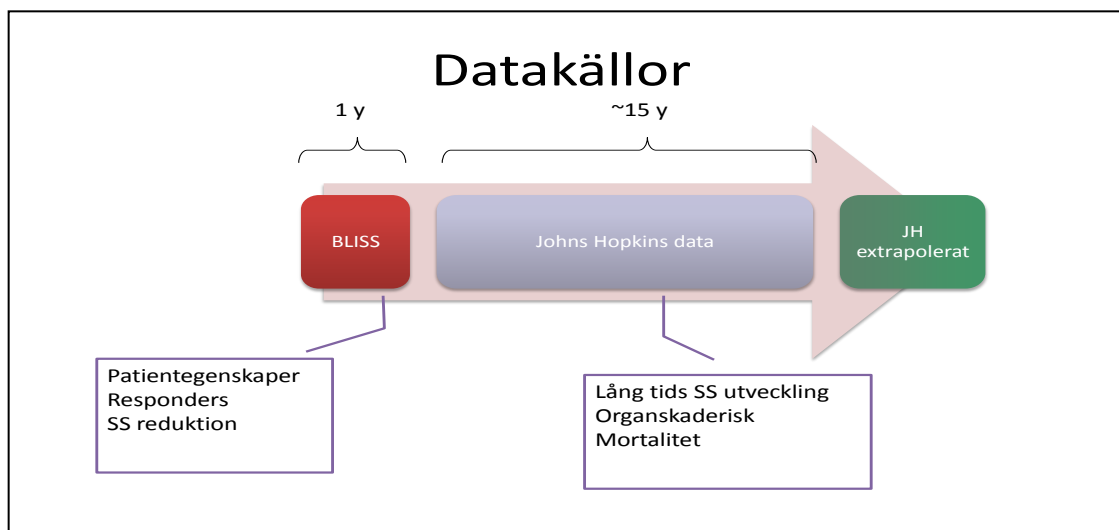 Datakällor
1 y
~15 y
BLISS
Johns Hopkins data
JH
extrapolerat
Patientegenskaper
Responders
SS reduktion
Lång tids SS utveckling
Organskaderisk
Mortalitet